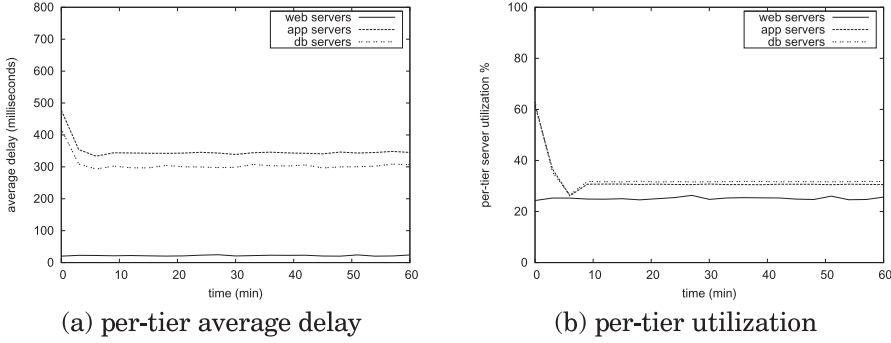 800
700
600
500
400
300
200
100
0
average delay (milliseconds)
web servers
app servers
db servers
0 10 20 30 40 50 60
time (min)
(a) per-tier average delay
100
80
60
40
20
0
per-tier server utilization %
web servers
app servers
db servers
0 10 20 30 40 50 60
time (min)
(b) per-tier utilization